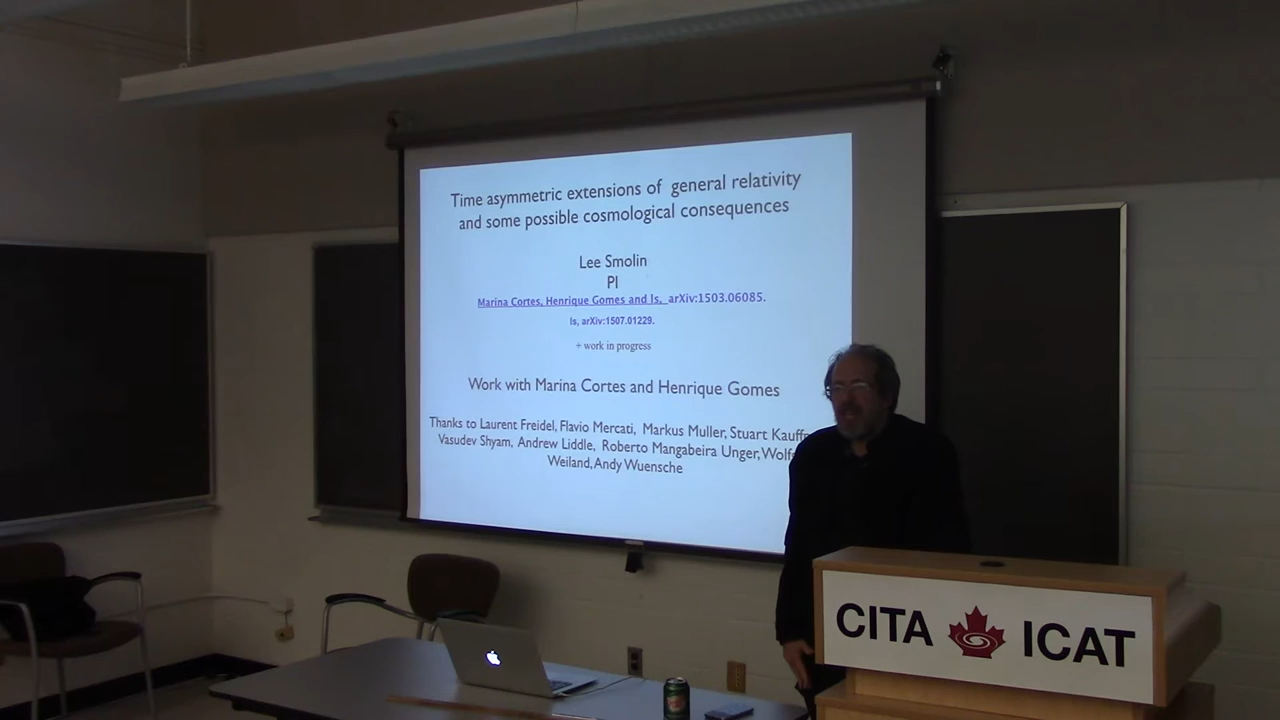 Time asymmetric extensions of general relativity
and some possible cosmological consequences
Lee Smolin
PI
Marina Cortes, Henrique Gomes and ls, arXiv:1503.06085.
ls, arXiv:1507.01229.
+ work in progress
Work with Marina Cortes and Henrique Gomes
Thanks to Laurent Freidel, Flavio Mercati, Markus Muller, Stuart
Vasudev Shyam, Andrew Liddle, Roberto Mangabeira Unger,
Weiland, Andy Wuensche
CITA ICAT